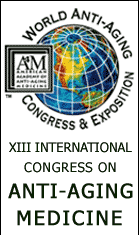 WORLD ANTI-AGING
A4M
AMERICAN
ACADEMY OF
ANTI-AGING
MEDICINE
TM
CONGRESS & EXPOSITION
XIII INTERNATIONAL
CONGRESS ON
ANTI-AGING
MEDICINE